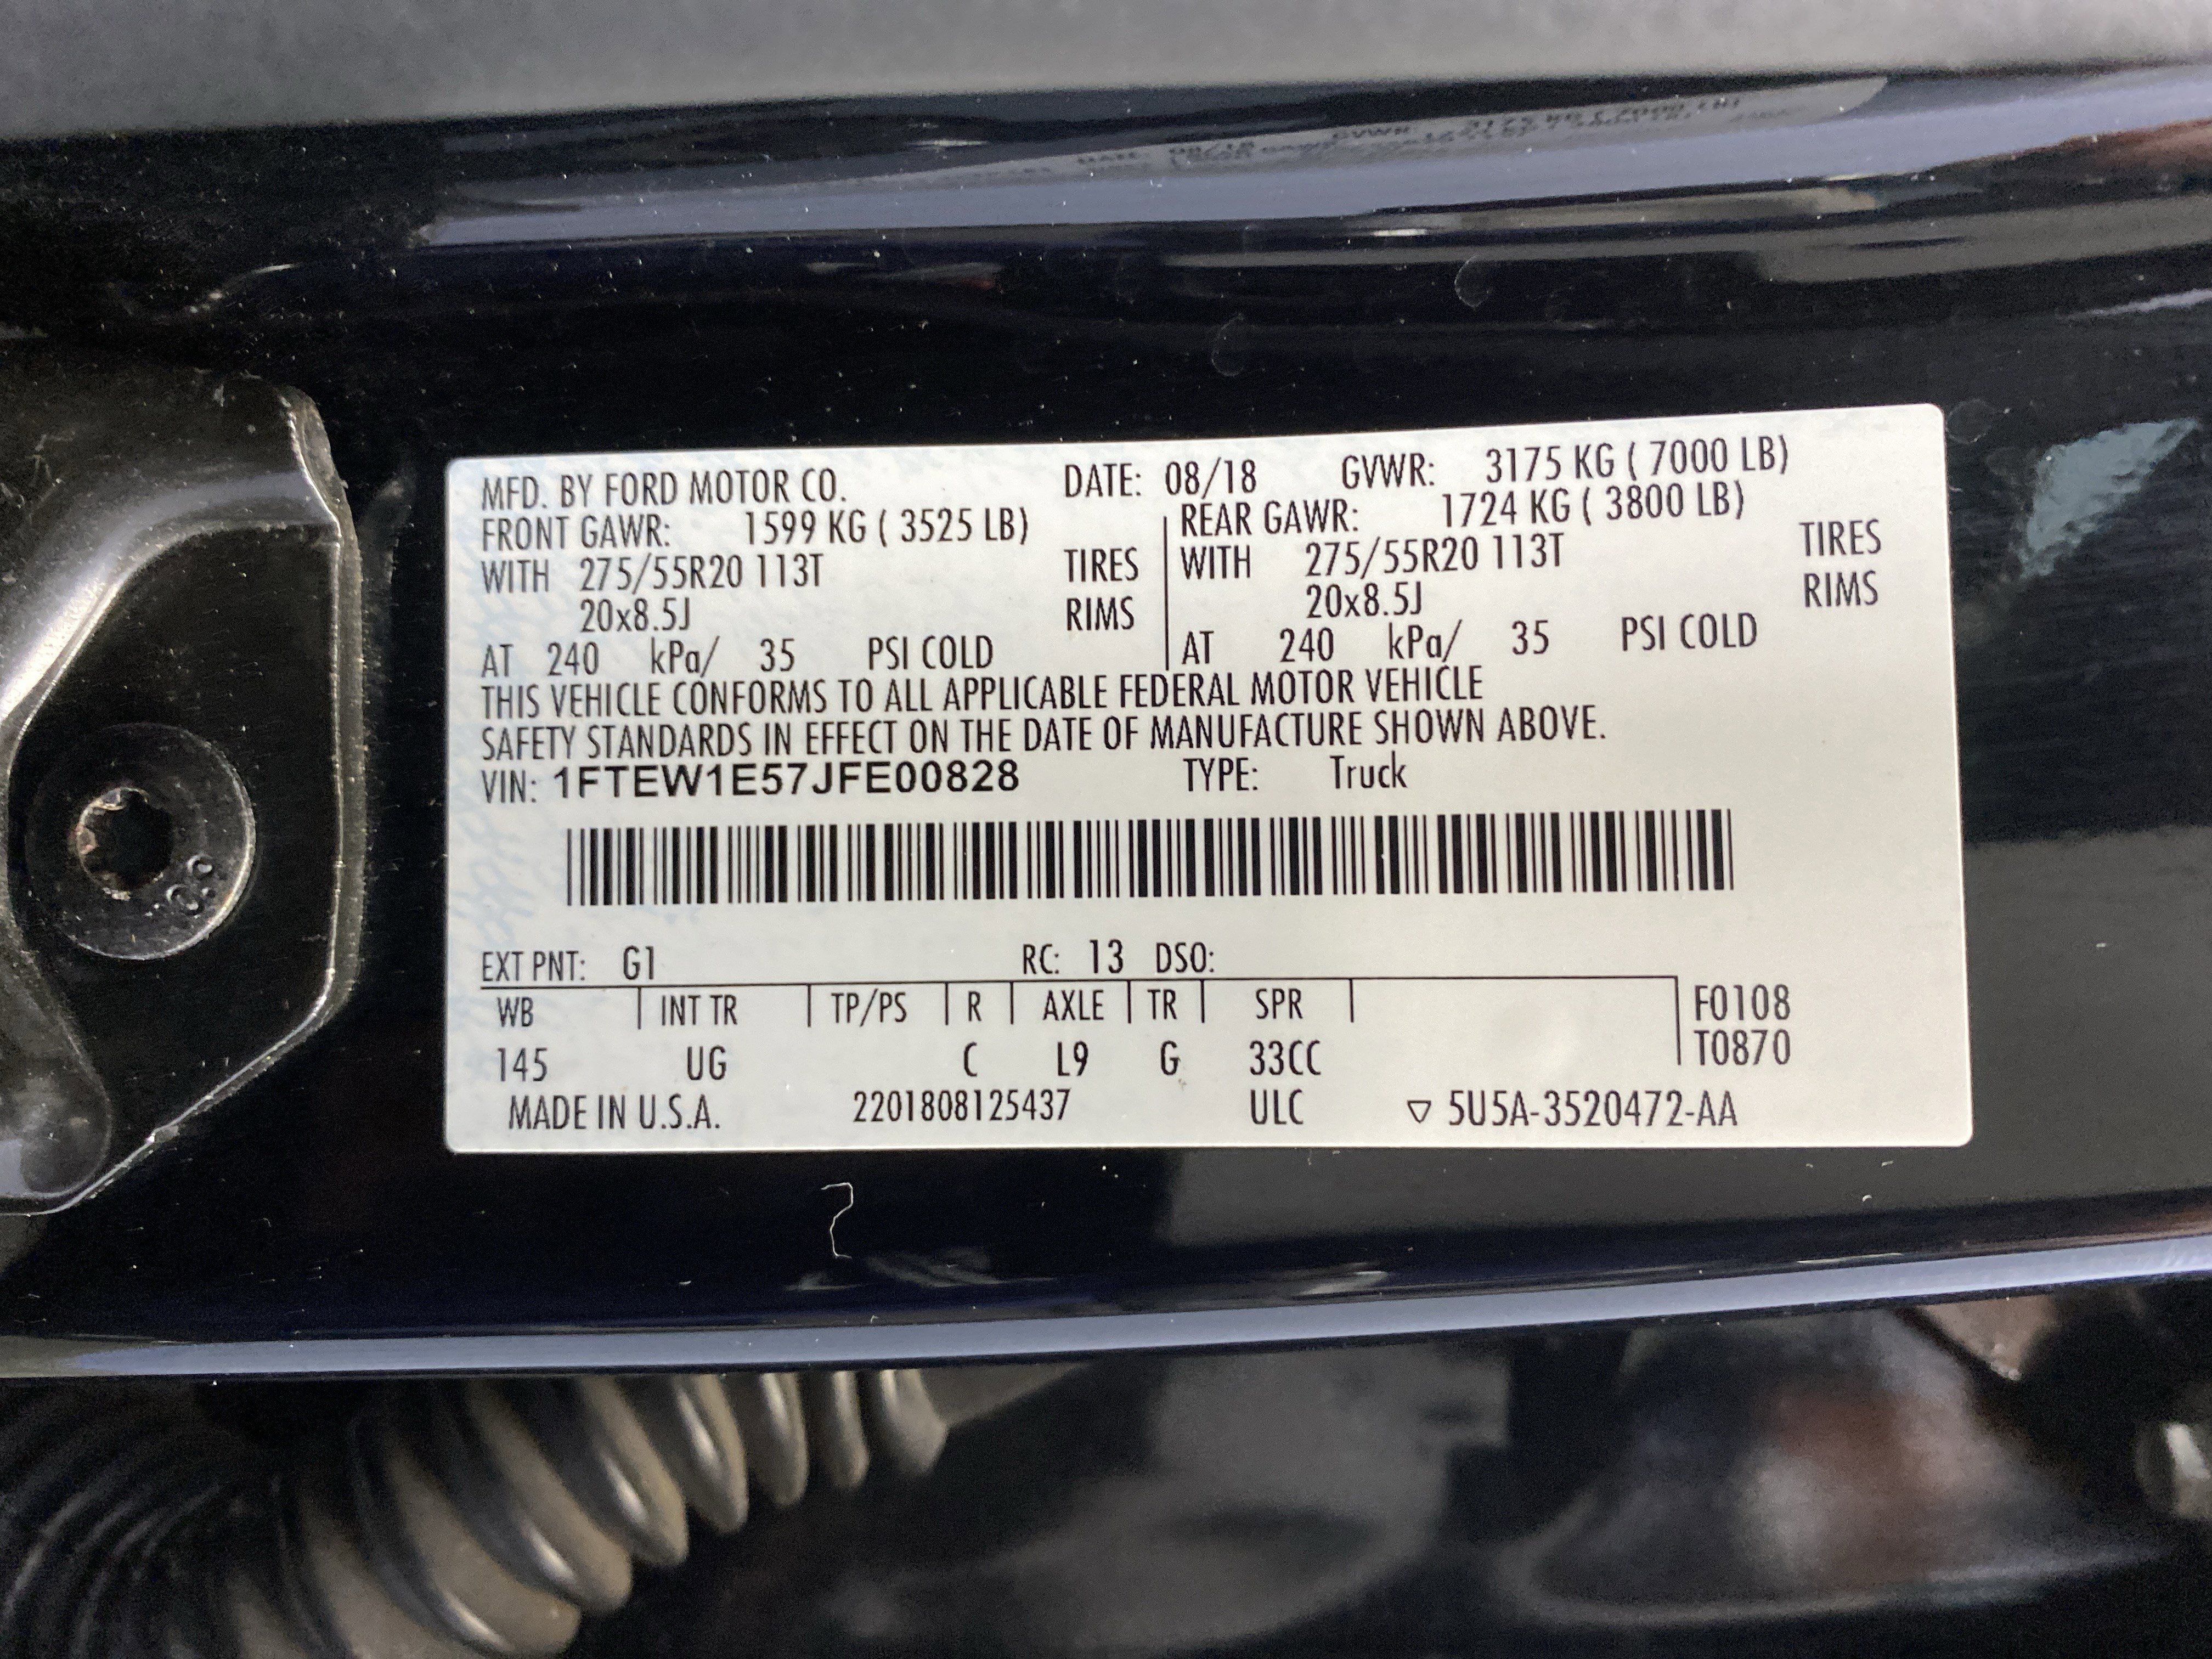 MFD. BY FORD MOTOR CO. DATE: 08/18 GVWR: 3175 KG ( 7000 LB)
FRONT GAWR: 1599 KG ( 3525 LB) REAR GAWR: 1724 KG ( 3800 LB)
WITH 275/55R20 113T TIRES WITH 275/55R20 113T TIRES
20x8.5J RIMS 20x8.5J RIMS
AT 240 kPa/ 35 PSI COLD AT 240 kPa/ 35 PSI COLD
THIS VEHICLE CONFORMS TO ALL APPLICABLE FEDERAL MOTOR VEHICLE
SAFETY STANDARDS IN EFFECT ON THE DATE OF MANUFACTURE SHOWN ABOVE.
VIN: 1FTEW1E57JFE00828 TYPE: Truck
EXT PNT: G1 RC: 13 DSO:
WB INT TR TP/PS R AXLE TR SPR F0108
145 UG C L9 G 33CC T0870
MADE IN U.S.A. 2201808125437 ULC ▽ 5U5A-3520472-AA